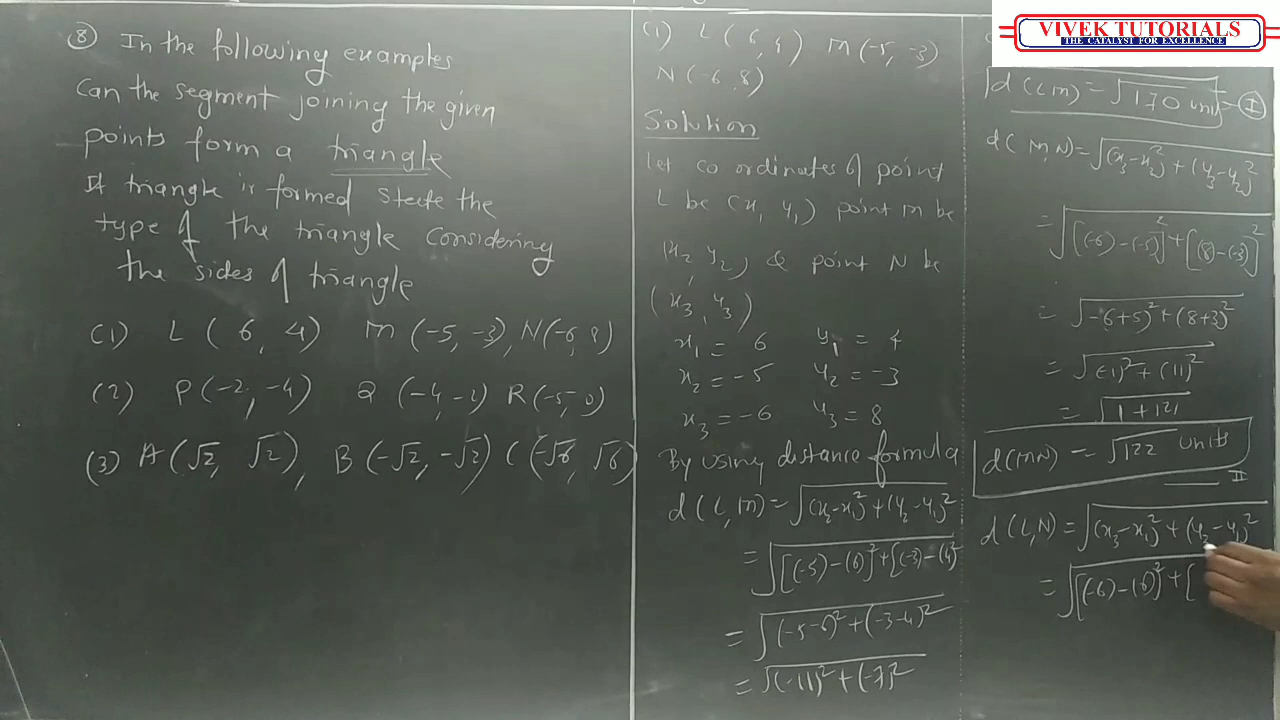 (8) In the following examples
Can the segment joining the given
points form a triangle
If triangle is formed state the
type of the triangle considering
the sides of triangle
(1) L (6, 4) M (-5, -3), N(-6, 8)
(2) P(-2, -4) Q (-4, -2) R(-5, 0)
(3) A(√2, √2), B(-√2, -√2) C(-√6, √6)
(1) L (6, 4) M (-5, -3)
N (-6, 8)
Solution
Let co ordinates of point
L be (x1 y1) point M be
(x2, y2) & point N be
(x3, y3)
x1 = 6 y1 = 4
x2 = -5 y2 = -3
x3 = -6 y3 = 8
By using distance formula
d(L, M) = √(x2-x1)² + (y2-y1)²
= √[(-5)-(6)]² + [(-3)-(4)]²
= √(-5-6)² + (-3-4)²
= √(-11)² + (-7)²
VIVEK TUTORIALS
THE CATALYST FOR EXCELLENCE
d(LM) = √170 units — I
d(M,N) = √(x3-x2)² + (y3-y2)²
= √[(-6)-(-5)]² + [(8)-(-3)]²
= √-6+5)² + (8+3)²
= √(-1)² + (11)²
= √1+121
d(MN) = √122 units
— II
d(L,N) = √(x3-x1)² + (y3-y1)²
= √[(-6)-(6)]² + [